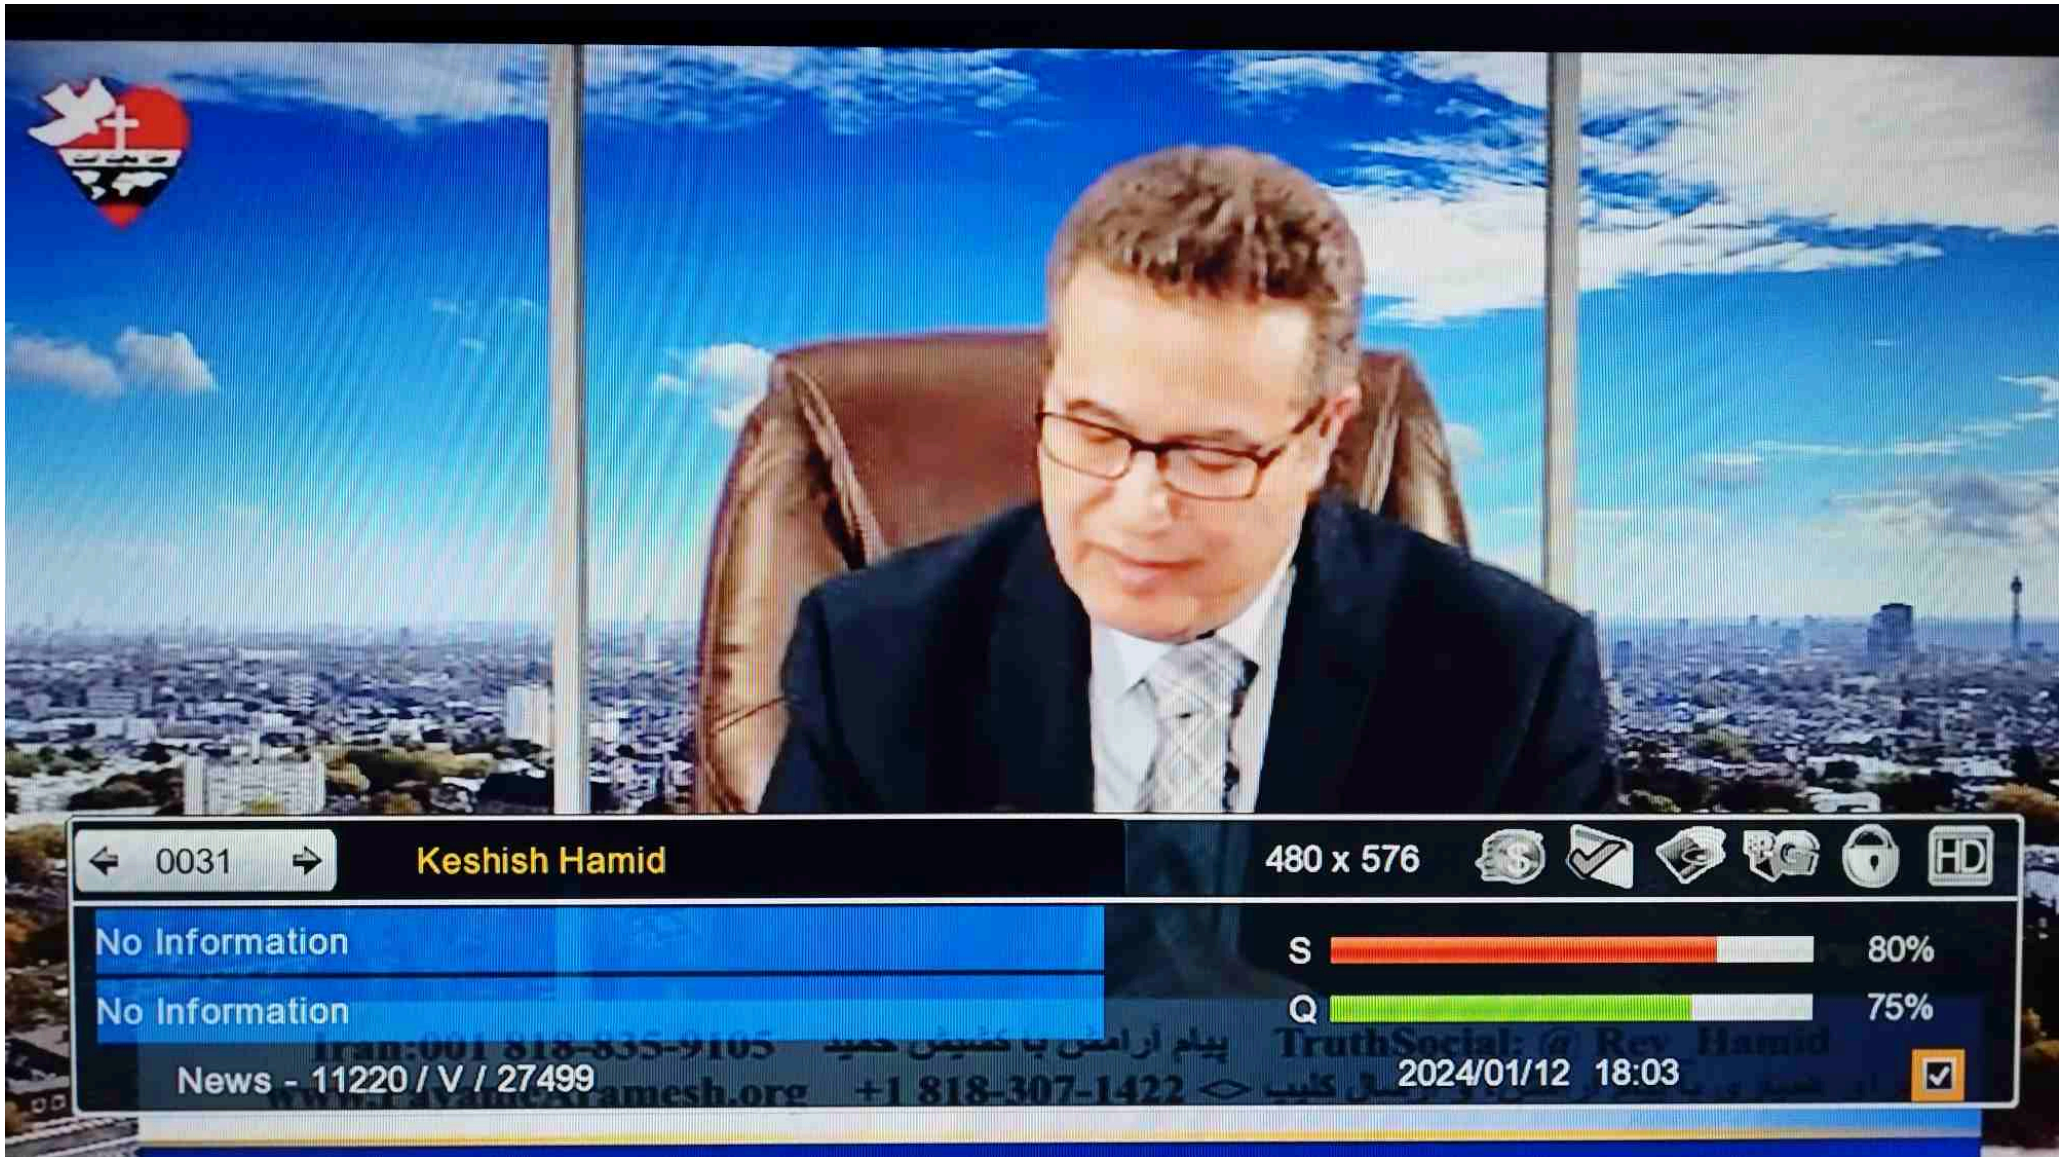 0031
Keshish Hamid
480 x 576
HD
No Information
S
80%
No Information
Q
75%
Iran:001 818-835-9105 پیام آرامش با کشیش حمید TruthSocial: @ Rev_Hamid
News - 11220 / V / 27499
2024/01/12 18:03
+1 818-307-1422 <>